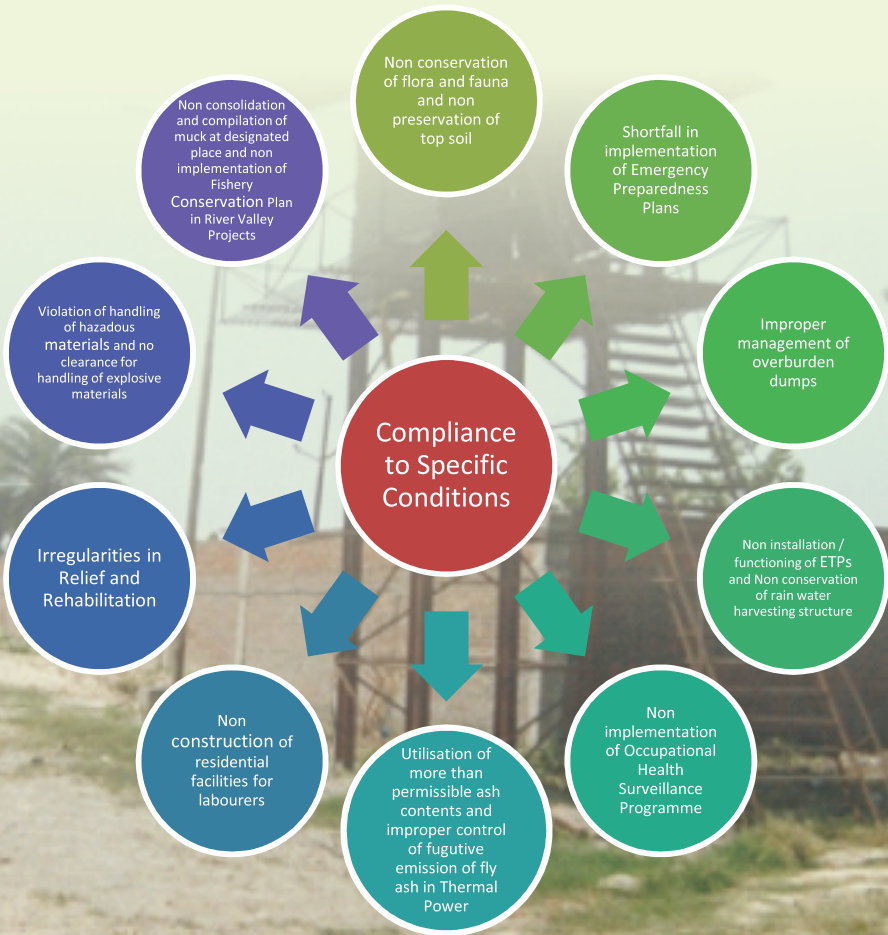 Non conservation
of flora and fauna
and non
preservation of
top soil
Shortfall in
implementation
of Emergency
Preparedness
Plans
Improper
management of
overburden
dumps
Non installation /
functioning of ETPs
and Non conservation
of rain water
harvesting structure
Non
implementation
of Occupational
Health
Surveillance
Programme
Utilisation of
more than
permissible ash
contents and
improper control
of fugutive
emission of fly
ash in Thermal
Power
Non
construction of
residential
facilities for
labourers
Irregularities in
Relief and
Rehabilitation
Violation of handling
of hazadous
materials and no
clearance for
handling of explosive
materials
Non consolidation
and compilation of
muck at designated
place and non
implementation of
Fishery
Conservation Plan
in River Valley
Projects
Compliance
to Specific
Conditions